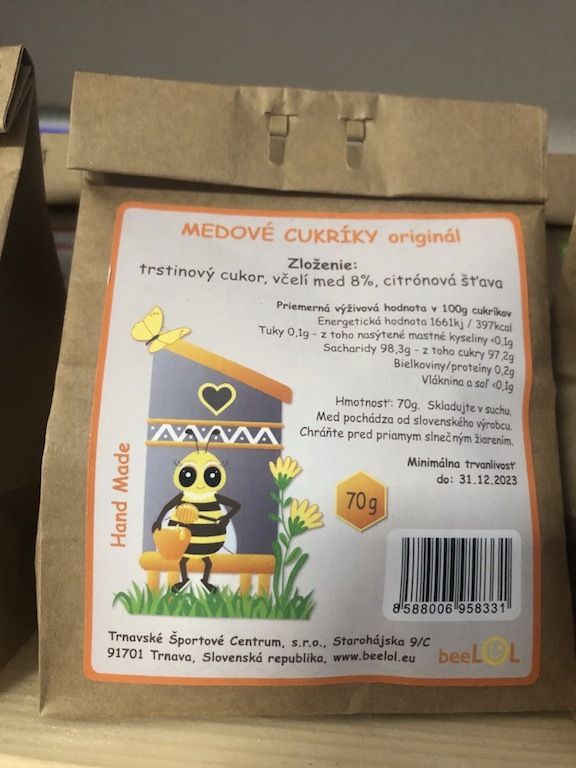 MEDOVÉ CUKRÍKY originál
Zloženie:
trstinový cukor, včelí med 8%, citrónová šťava
Priemerná výživová hodnota v 100g cukríkov
Energetická hodnota 1661kj / 397kcal
Tuky 0,1g - z toho nasýtené mastné kyseliny <0,1g
Sacharidy 98,3g - z toho cukry 97,2g
Bielkoviny/proteíny 0,2g
Vláknina a soľ <0,1g
Hmotnosť: 70g. Skladujte v suchu.
Med pochádza od slovenského výrobcu.
Chráňte pred priamym slnečným žiarením.
Minimálna trvanlivosť
do: 31.12.2023
Hand Made
70g
8 588006 958331
Trnavské Športové Centrum, s.r.o., Starohájska 9/C
91701 Trnava, Slovenská republika, www.beelol.eu
beeLOL